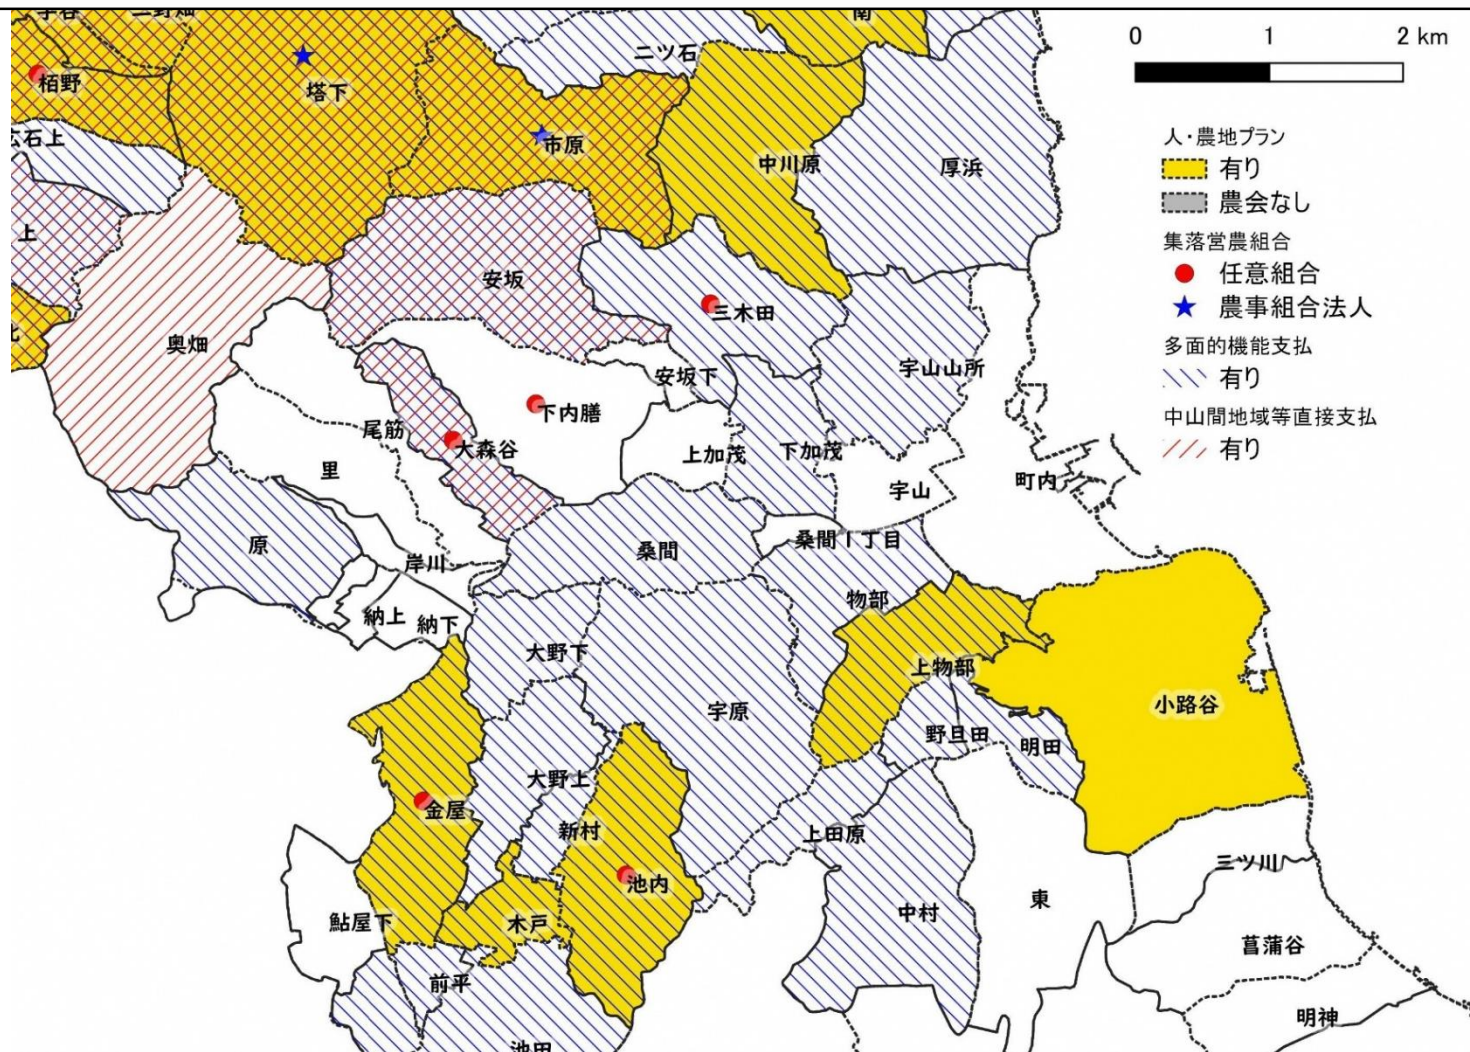 南
二ツ石
0 1 2 km
栢野
塔下
市原
中川原
厚浜
人・農地プラン
有り
農会なし
集落営農組合
任意組合
農事組合法人
多面的機能支払
有り
中山間地域等直接支払
有り
広石上
上
安坂
三木田
奥畑
宇山山所
安坂下
下内膳
尾筋
大森谷
上加茂
下加茂
里
宇山
町内
原
桑間
桑間1丁目
岸川
物部
納上
納下
大野下
上物部
宇原
小路谷
野旦田
明田
大野上
金屋
新村
上田原
三ツ川
池内
鮎屋下
木戸
中村
東
菖蒲谷
前平
明神
池田